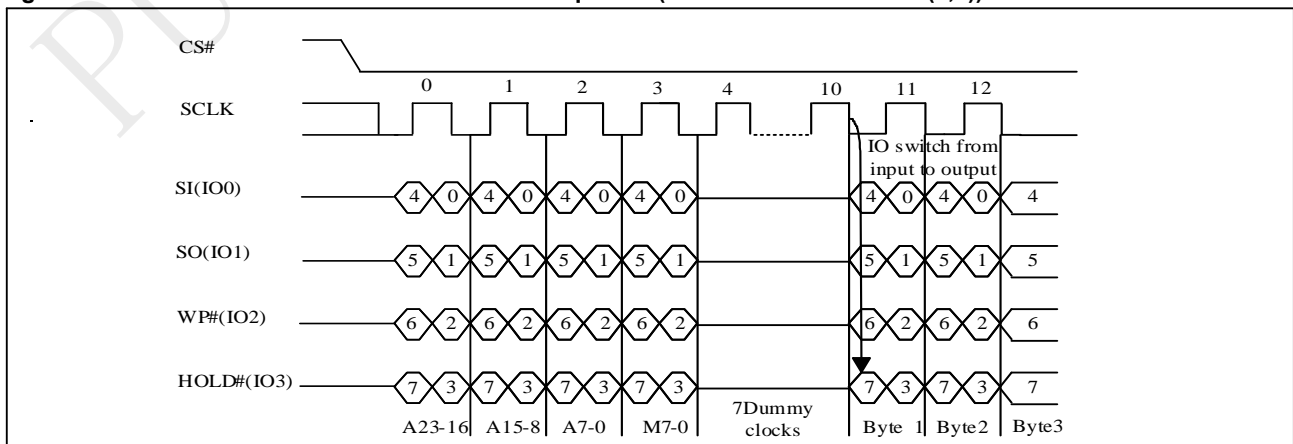 CS#
0 1 2 3 4 10 11 12
SCLK
IO switch from
input to output
SI(IO0) 4 0 4 0 4 0 4 0 4 0 4 0 4
SO(IO1) 5 1 5 1 5 1 5 1 5 1 5 1 5
WP#(IO2) 6 2 6 2 6 2 6 2 6 2 6 2 6
HOLD#(IO3) 7 3 7 3 7 3 7 3 7 3 7 3 7
7Dummy
A23-16 A15-8 A7-0 M7-0 clocks Byte 1 Byte2 Byte3